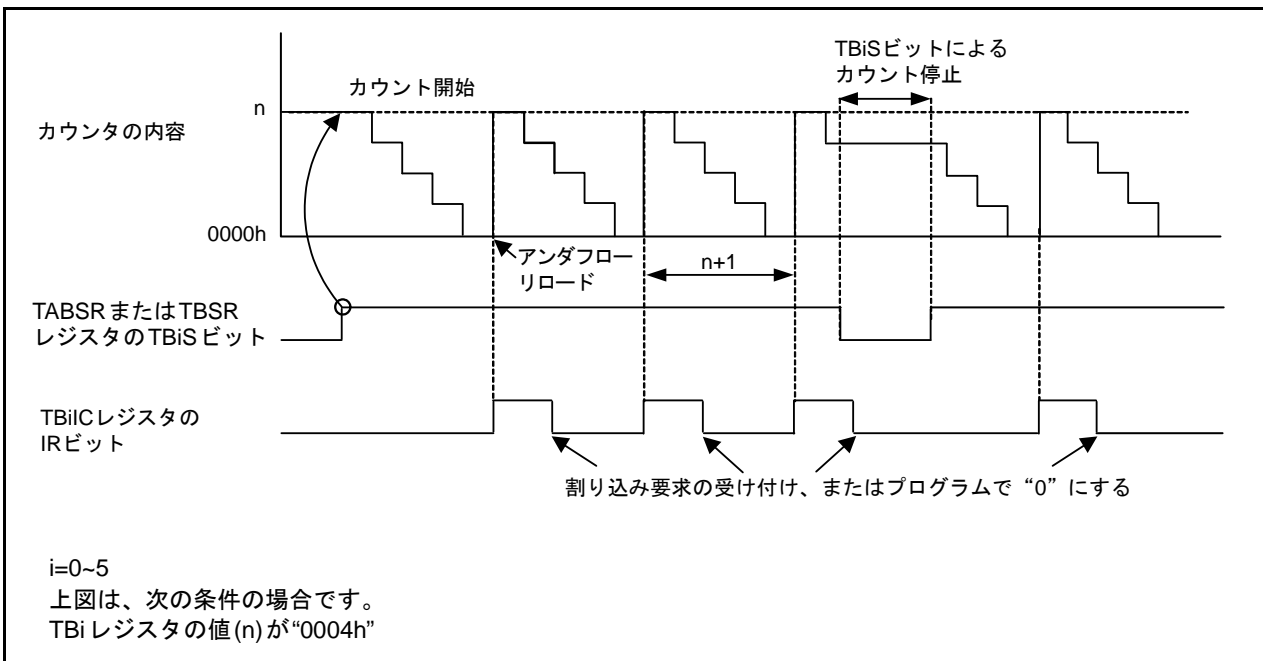 TBiSビットによる
カウント停止
カウント開始
n
カウンタの内容
0000h
アンダフロー
リロード
n+1
TABSRまたはTBSR
レジスタのTBiSビット
TBiICレジスタの
IRビット
割り込み要求の受け付け、またはプログラムで“0”にする
i=0~5
上図は、次の条件の場合です。
TBiレジスタの値(n)が“0004h”